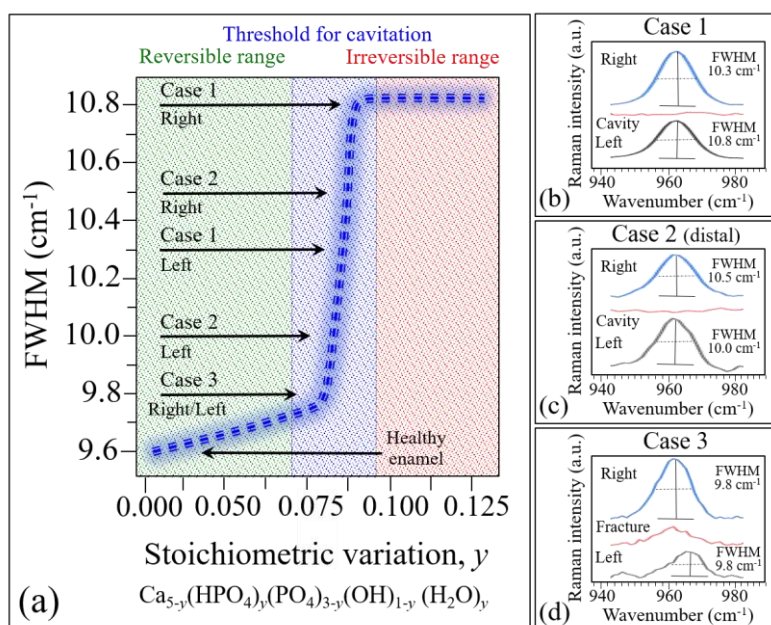 Threshold for cavitation
Reversible range Irreversible range
FWHM (cm-1)
10.8
10.6
10.4
10.2
10.0
9.8
9.6
Case 1
Right
Case 2
Right
Case 1
Left
Case 2
Left
Case 3
Right/Left
Healthy
enamel
0.000 0.050 0.075 0.100 0.125
Stoichiometric variation, y
Ca5-y(HPO4)y(PO4)3-y(OH)1-y (H2O)y
(a)
Case 1
Raman intensity (a.u.)
Right
FWHM
10.3 cm-1
Cavity
Left
FWHM
10.8 cm-1
940 960 980
Wavenumber (cm-1)
(b)
Case 2 (distal)
Raman intensity (a.u.)
Right
FWHM
10.5 cm-1
Cavity
Left
FWHM
10.0 cm-1
940 960 980
Wavenumber (cm-1)
(c)
Case 3
Raman intensity (a.u.)
Right
FWHM
9.8 cm-1
Fracture
Left
FWHM
9.8 cm-1
940 960 980
Wavenumber (cm-1)
(d)